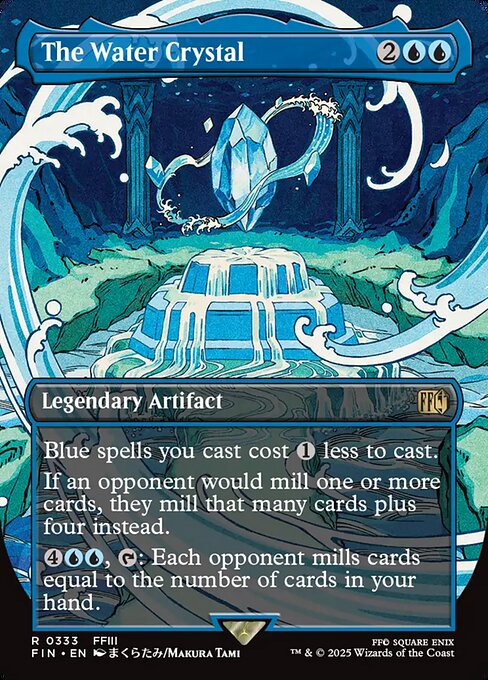 The Water Crystal 2
Legendary Artifact FF
Blue spells you cast cost 1 less to cast.
If an opponent would mill one or more
cards, they mill that many cards plus
four instead.
4, : Each opponent mills cards
equal to the number of cards in your
hand.
R 0333 FFIII
FIN • EN まくらたみ/Makura Tami
FF© SQUARE ENIX
™ & © 2025 Wizards of the Coast